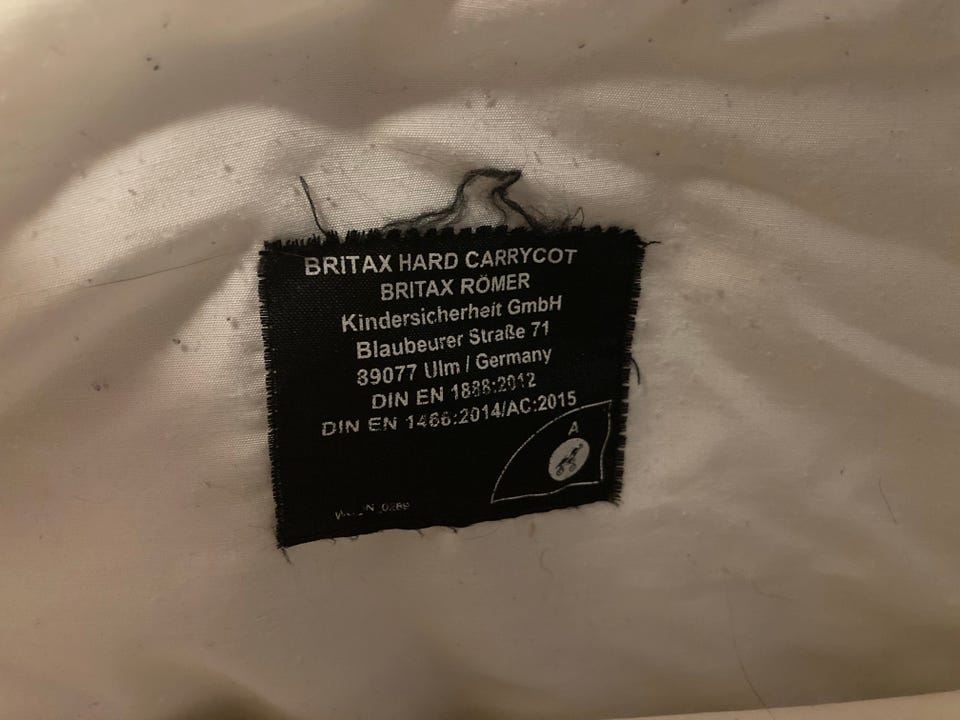 BRITAX HARD CARRYCOT
BRITAX RÖMER
Kindersicherheit GmbH
Blaubeurer Straße 71
89077 Ulm / Germany
DIN EN 1888:2012
DIN EN 1466:2014/AC:2015
A